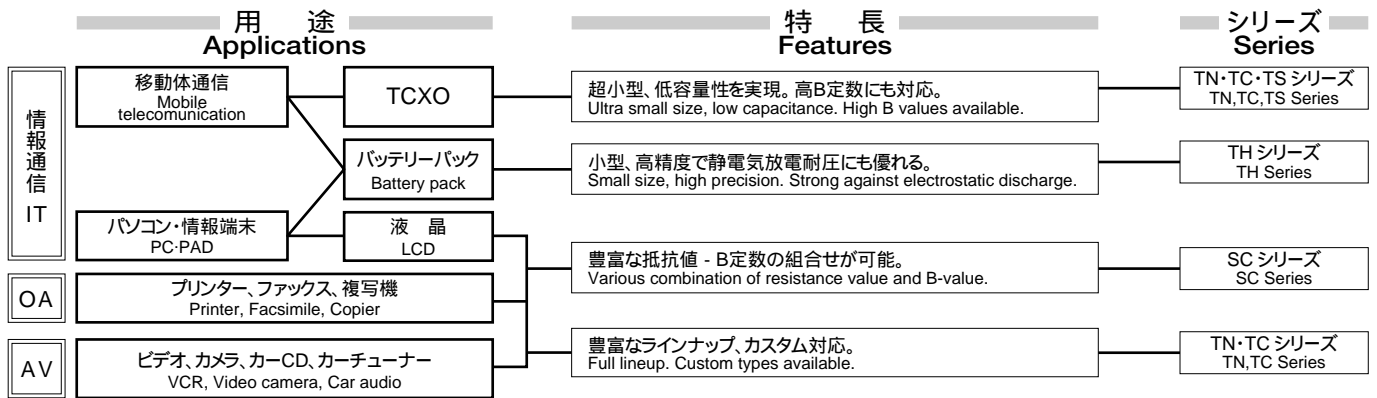 用 途
Applications
特 長
Features
シリーズ
Series
情報通信
IT
移動体通信
Mobile
telecomunication
TCXO
超小型、低容量性を実現。高B定数にも対応。
Ultra small size, low capacitance. High B values available.
TN・TC・TS シリーズ
TN,TC,TS Series
バッテリーパック
Battery pack
小型、高精度で静電気放電耐圧にも優れる。
Small size, high precision. Strong against electrostatic discharge.
TH シリーズ
TH Series
パソコン・情報端末
PC·PAD
液 晶
LCD
豊富な抵抗値 - B定数の組合せが可能。
Various combination of resistance value and B-value.
SC シリーズ
SC Series
OA
プリンター、ファックス、複写機
Printer, Facsimile, Copier
AV
ビデオ、カメラ、カーCD、カーチューナー
VCR, Video camera, Car audio
豊富なラインナップ、カスタム対応。
Full lineup. Custom types available.
TN・TC シリーズ
TN,TC Series